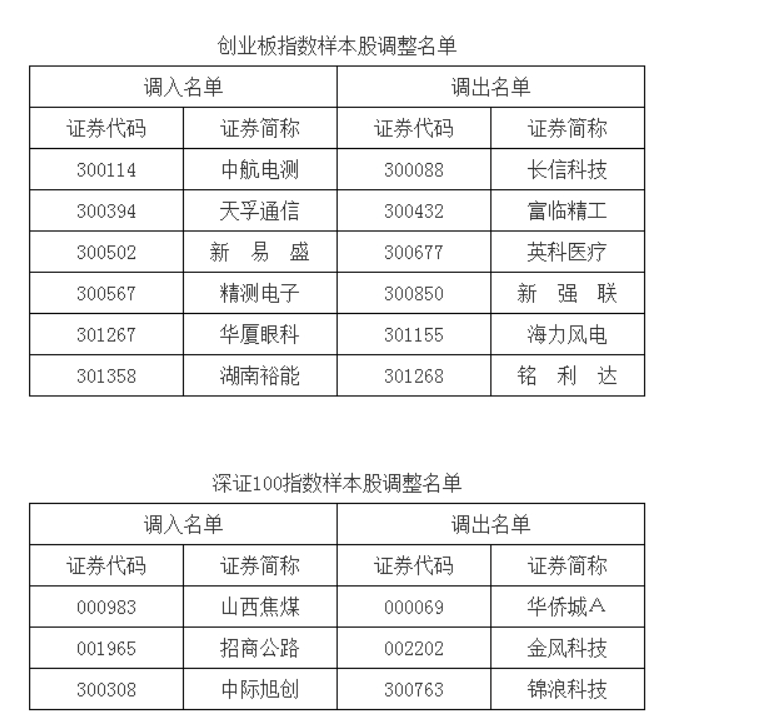 创业板指数样本股调整名单
调入名单 调出名单
证券代码 证券简称 证券代码 证券简称
300114 中航电测 300088 长信科技
300394 天孚通信 300432 富临精工
300502 新 易 盛 300677 英科医疗
300567 精测电子 300850 新 强 联
301267 华厦眼科 301155 海力风电
301358 湖南裕能 301268 铭 利 达
深证100指数样本股调整名单
调入名单 调出名单
证券代码 证券简称 证券代码 证券简称
000983 山西焦煤 000069 华侨城A
001965 招商公路 002202 金风科技
300308 中际旭创 300763 锦浪科技